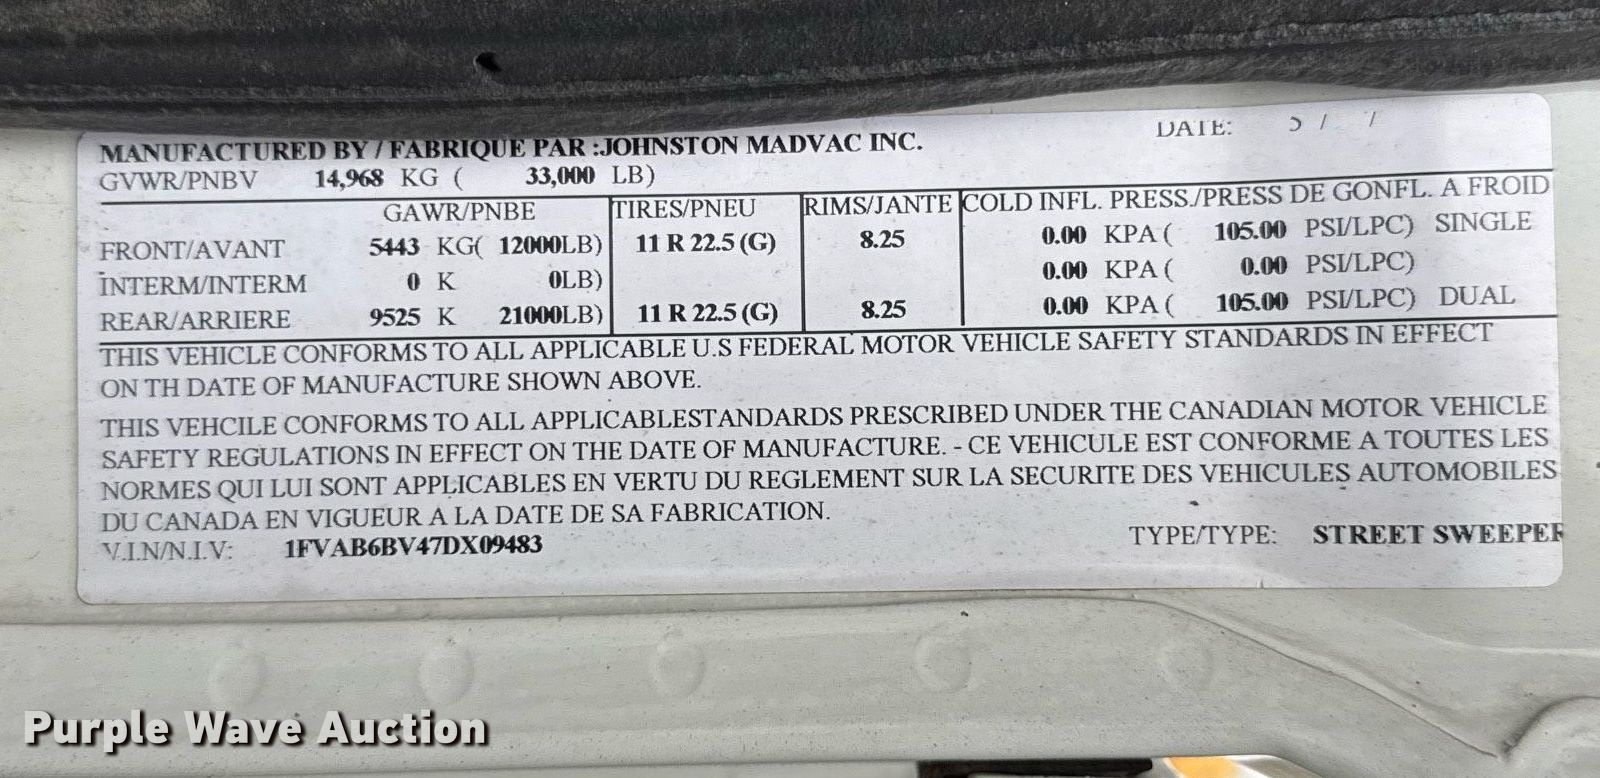 MANUFACTURED BY / FABRIQUE PAR :JOHNSTON MADVAC INC. DATE: / /
GVWR/PNBV 14,968 KG ( 33,000 LB)
GAWR/PNBE TIRES/PNEU RIMS/JANTE COLD INFL. PRESS./PRESS DE GONFL. A FROID
FRONT/AVANT 5443 KG( 12000LB) 11 R 22.5 (G) 8.25 0.00 KPA ( 105.00 PSI/LPC) SINGLE
INTERM/INTERM 0 K 0LB) 0.00 KPA ( 0.00 PSI/LPC)
REAR/ARRIERE 9525 K 21000LB) 11 R 22.5 (G) 8.25 0.00 KPA ( 105.00 PSI/LPC) DUAL
THIS VEHICLE CONFORMS TO ALL APPLICABLE U.S FEDERAL MOTOR VEHICLE SAFETY STANDARDS IN EFFECT
ON TH DATE OF MANUFACTURE SHOWN ABOVE.
THIS VEHCILE CONFORMS TO ALL APPLICABLESTANDARDS PRESCRIBED UNDER THE CANADIAN MOTOR VEHICLE
SAFETY REGULATIONS IN EFFECT ON THE DATE OF MANUFACTURE. - CE VEHICULE EST CONFORME A TOUTES LES
NORMES QUI LUI SONT APPLICABLES EN VERTU DU REGLEMENT SUR LA SECURITE DES VEHICULES AUTOMOBILES
DU CANADA EN VIGUEUR A LA DATE DE SA FABRICATION.
V.I.N/N.I.V: 1FVAB6BV47DX09483 TYPE/TYPE: STREET SWEEPER
Purple Wave Auction